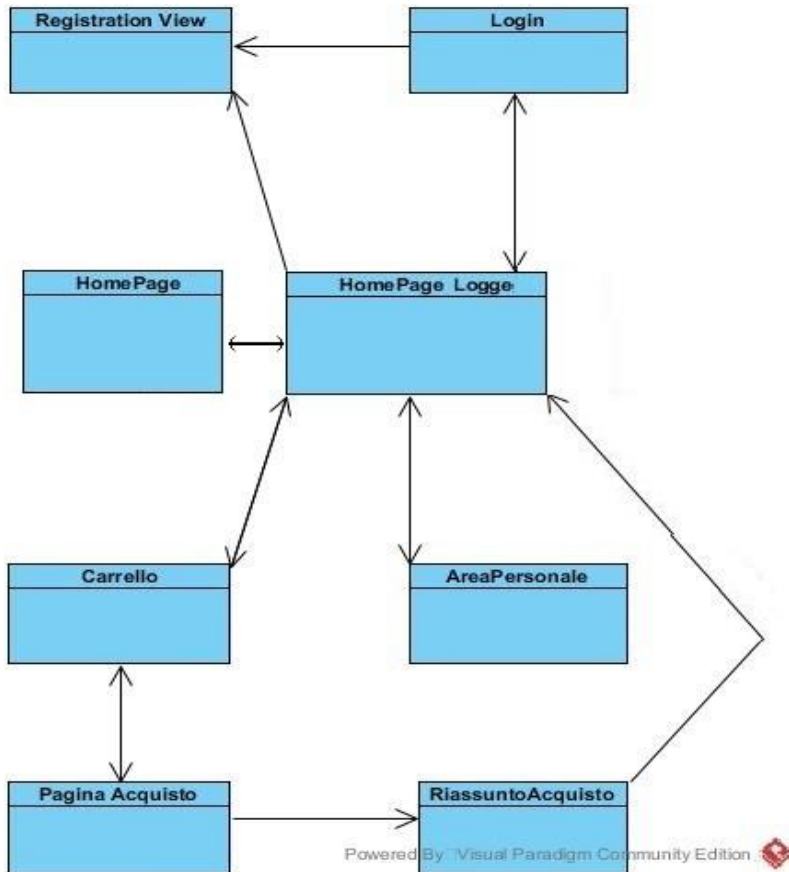 Registration View
Login
HomePage
HomePage Logge
Carrello
AreaPersonale
Pagina Acquisto
RiassuntoAcquisto
Powered By Visual Paradigm Community Edition